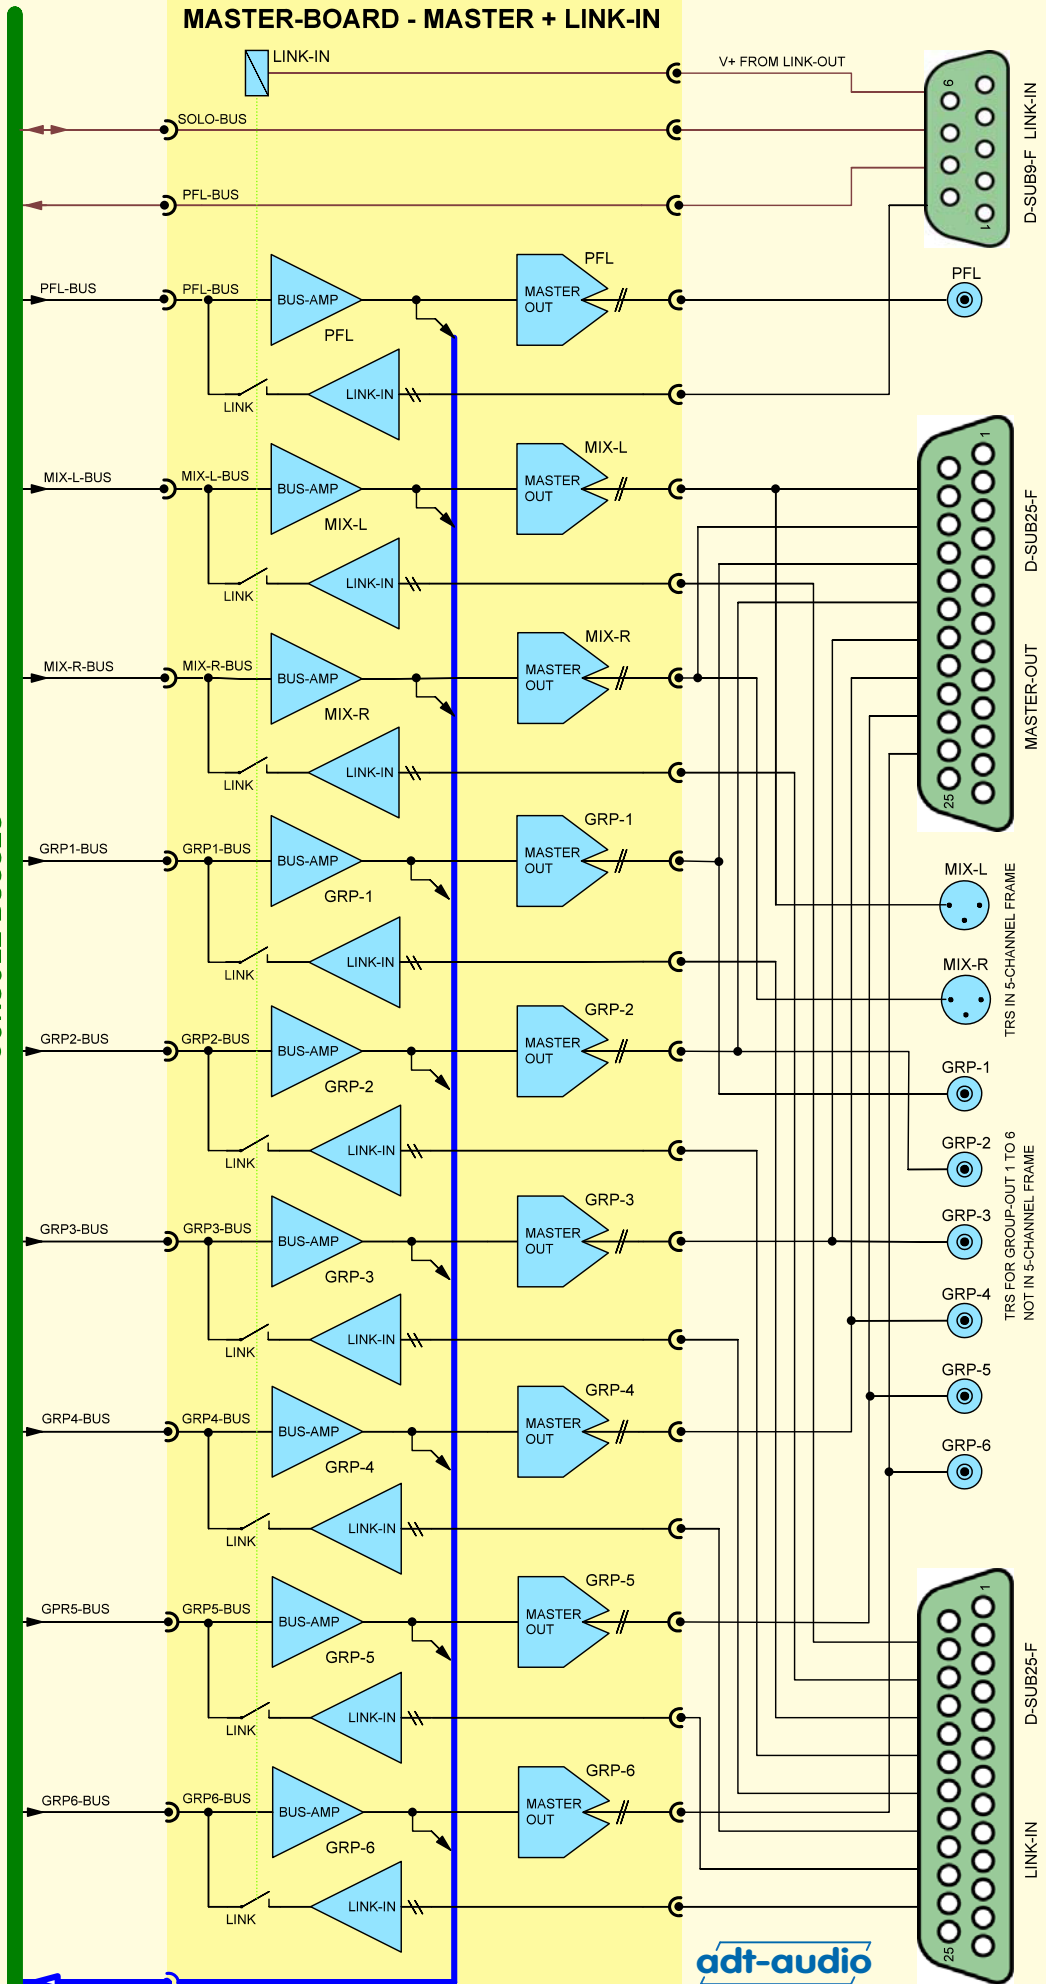 MASTER-BOARD - MASTER + LINK-IN
LINK-IN
V+ FROM LINK-OUT
9
1
D-SUB9-F LINK-IN
SOLO-BUS
PFL-BUS
PFL-BUS
PFL-BUS
BUS-AMP
PFL
MASTER
OUT
PFL
PFL
LINK
LINK-IN
MIX-L-BUS
MIX-L-BUS
BUS-AMP
MIX-L
MASTER
OUT
MIX-L
LINK
LINK-IN
1
25
D-SUB25-F
MASTER-OUT
MIX-R-BUS
MIX-R-BUS
BUS-AMP
MIX-R
MASTER
OUT
MIX-R
LINK
LINK-IN
GRP1-BUS
GRP1-BUS
BUS-AMP
GRP-1
MASTER
OUT
GRP-1
LINK
LINK-IN
MIX-L
MIX-R
TRS IN 5-CHANNEL FRAME
GRP2-BUS
GRP2-BUS
BUS-AMP
GRP-2
MASTER
OUT
GRP-2
LINK
LINK-IN
GRP-1
GRP-2
GRP-3
GRP-4
GRP-5
GRP-6
TRS FOR GROUP-OUT 1 TO 6
NOT IN 5-CHANNEL FRAME
GRP3-BUS
GRP3-BUS
BUS-AMP
GRP-3
MASTER
OUT
GRP-3
LINK
LINK-IN
GRP4-BUS
GRP4-BUS
BUS-AMP
GRP-4
MASTER
OUT
GRP-4
LINK
LINK-IN
GPR5-BUS
GRP5-BUS
BUS-AMP
GRP-5
MASTER
OUT
GRP-5
LINK
LINK-IN
1
25
D-SUB25-F
LINK-IN
GRP6-BUS
GRP6-BUS
BUS-AMP
GRP-6
MASTER
OUT
GRP-6
LINK
LINK-IN
adt-audio